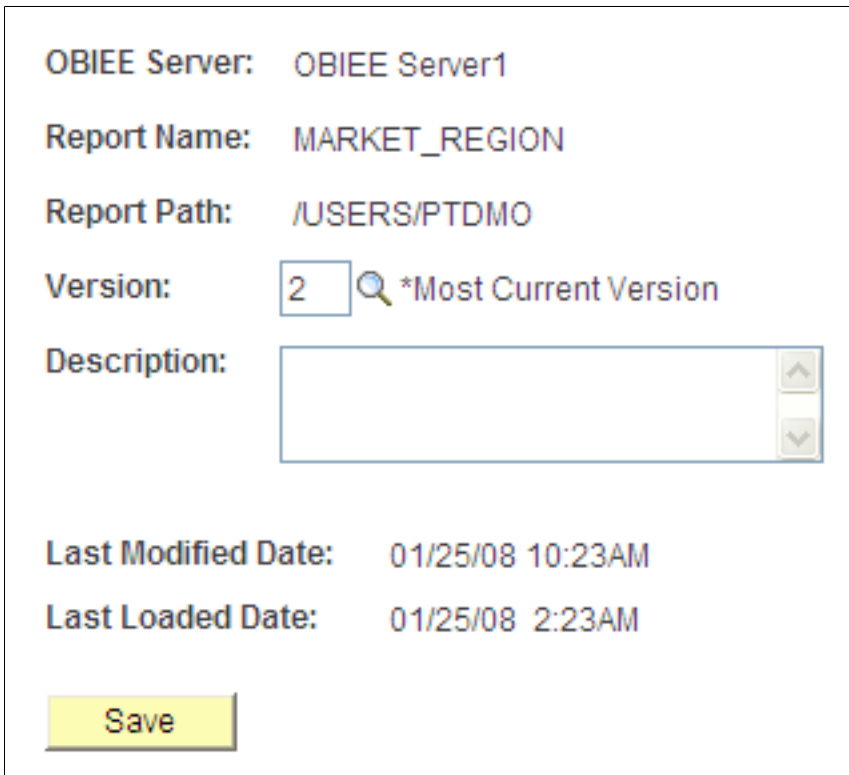 OBIEE Server: OBIEE Server1
Report Name: MARKET_REGION
Report Path: /USERS/PTDMO
Version: 2 *Most Current Version
Description:
Last Modified Date: 01/25/08 10:23AM
Last Loaded Date: 01/25/08 2:23AM
Save